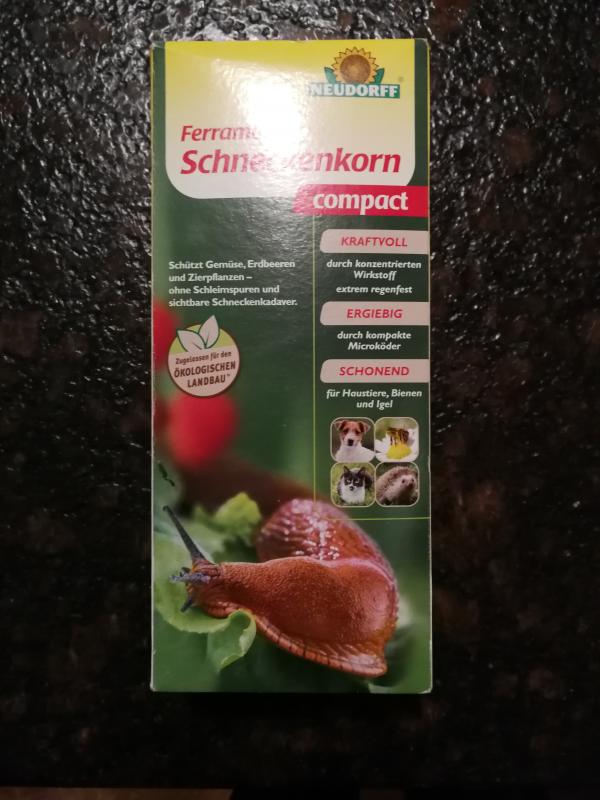 NEUDORFF
Schneckenkorn
compact
KRAFTVOLL
durch konzentrierten
Wirkstoff
extrem regenfest
ERGIEBIG
durch kompakte
Microköder
SCHONEND
für Haustiere, Bienen
und Igel
Schützt Gemüse, Erdbeeren
und Zierpflanzen –
ohne Schleimspuren und
sichtbare Schneckenkadaver.
Zugelassen für den
ÖKOLOGISCHEN
LANDBAU